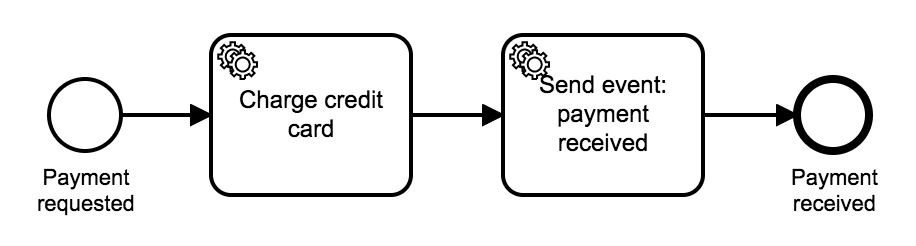 Payment
requested
Charge credit
card
Send event:
payment
received
Payment
received